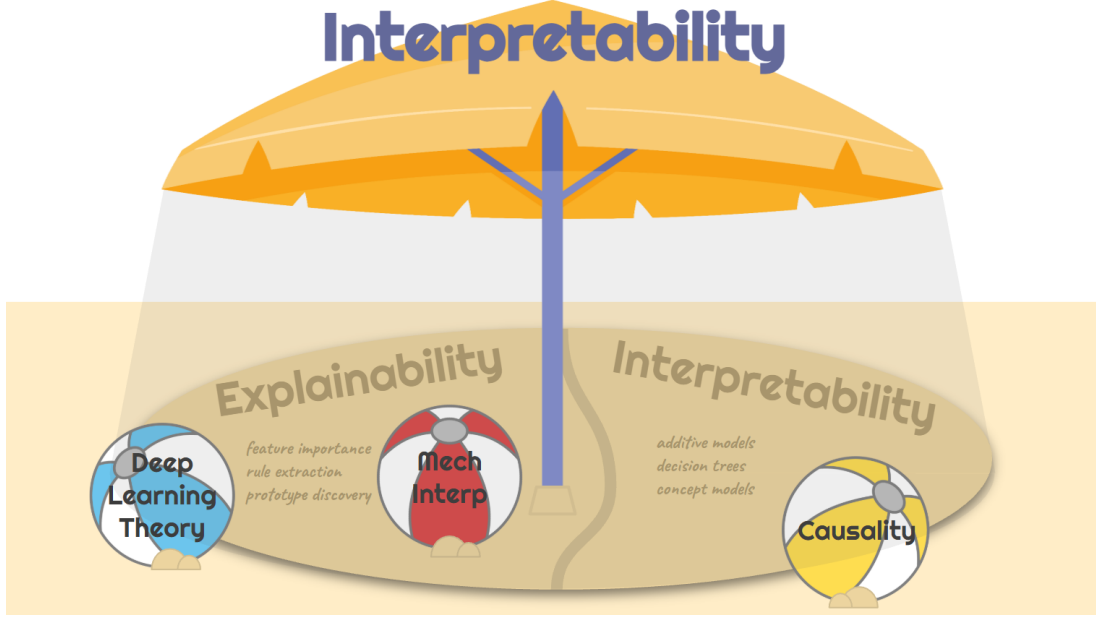 Interpretability
Explainability
feature importance
rule extraction
prototype discovery
Interpretability
additive models
decision trees
concept models
Deep
Learning
Theory
Mech
Interp
Causality